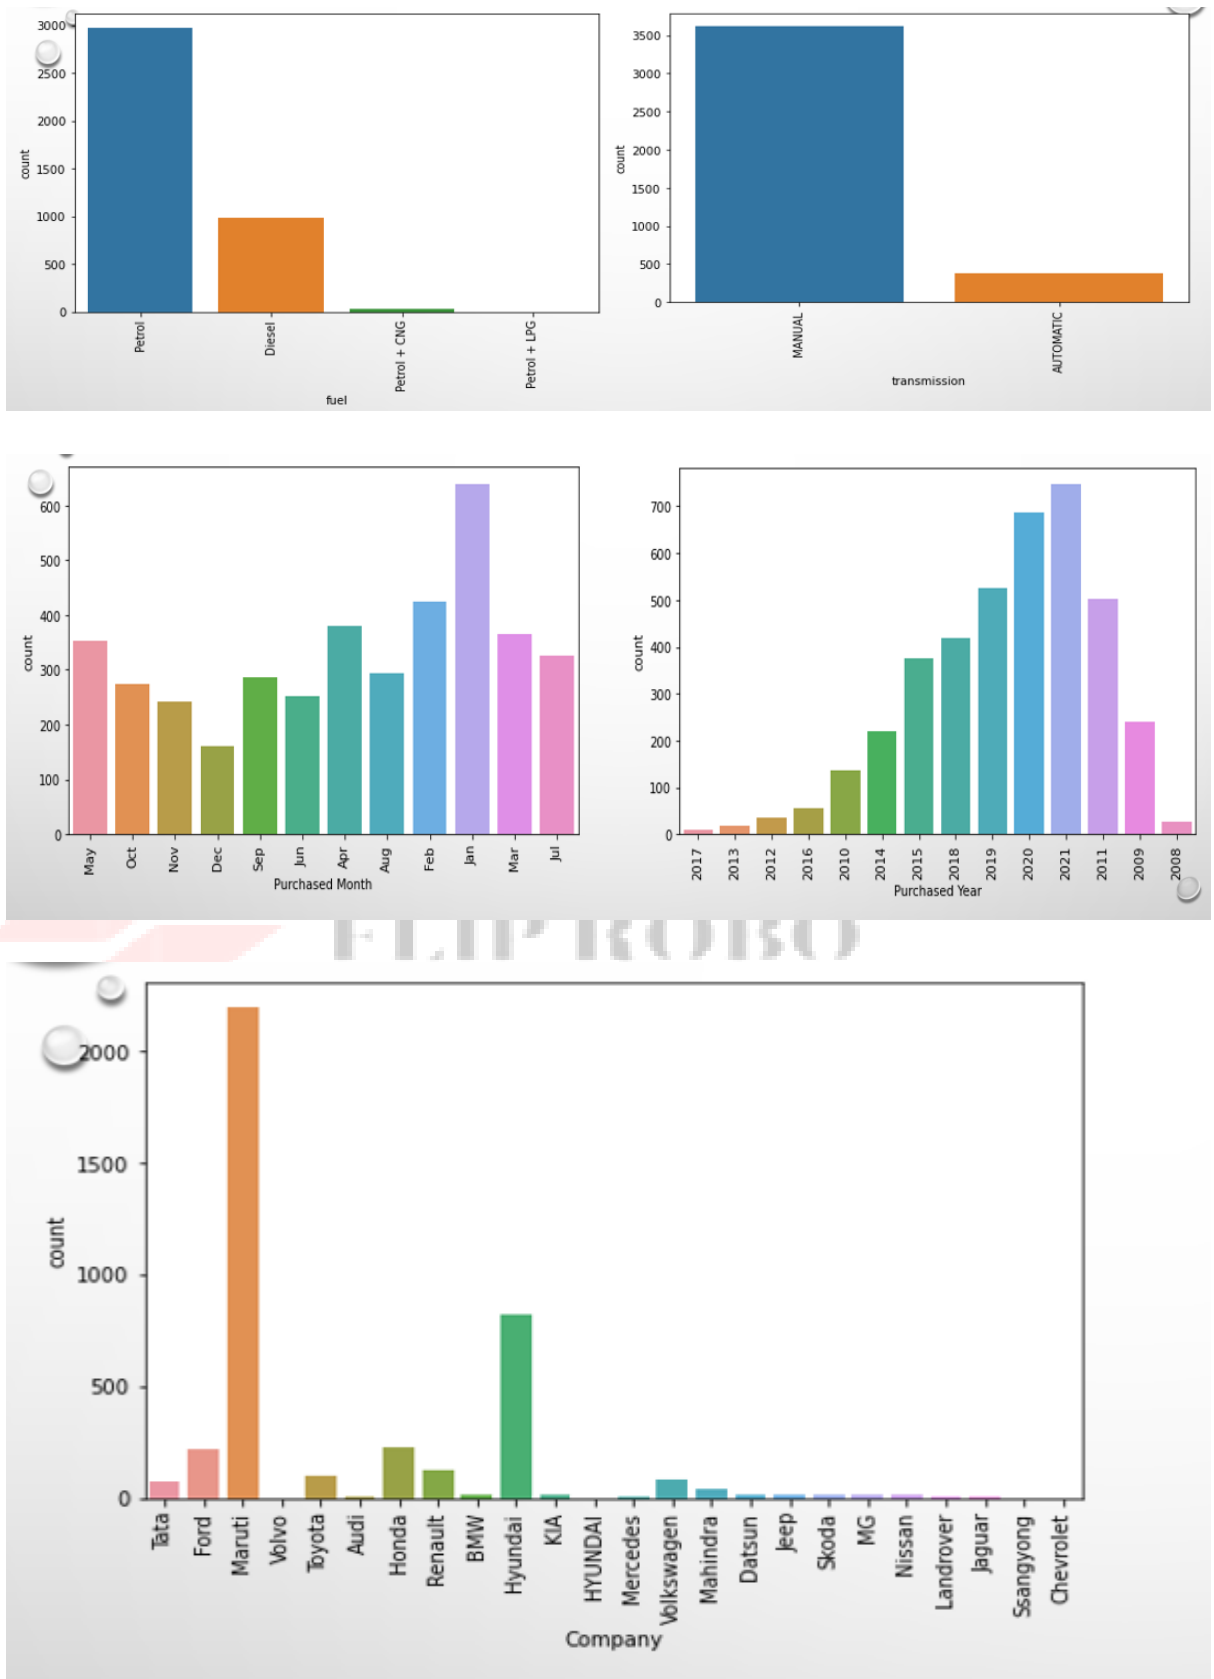 3000
2500
2000
1500
1000
500
0
count
Petrol
Diesel
Petrol + CNG
Petrol + LPG
fuel
3500
3000
2500
2000
1500
1000
500
0
count
MANUAL
AUTOMATIC
transmission
600
500
400
300
200
100
0
count
May
Oct
Nov
Dec
Sep
Jun
Apr
Aug
Feb
Jan
Mar
Jul
Purchased Month
700
600
500
400
300
200
100
0
count
2017
2013
2012
2016
2010
2014
2015
2018
2019
2020
2021
2011
2009
2008
Purchased Year
FLIP ROBO
2000
1500
1000
500
0
count
Tata
Ford
Maruti
Volvo
Toyota
Audi
Honda
Renault
BMW
Hyundai
KIA
HYUNDAI
Mercedes
Volkswagen
Mahindra
Datsun
Jeep
Skoda
MG
Nissan
Landrover
Jaguar
Ssangyong
Chevrolet
Company